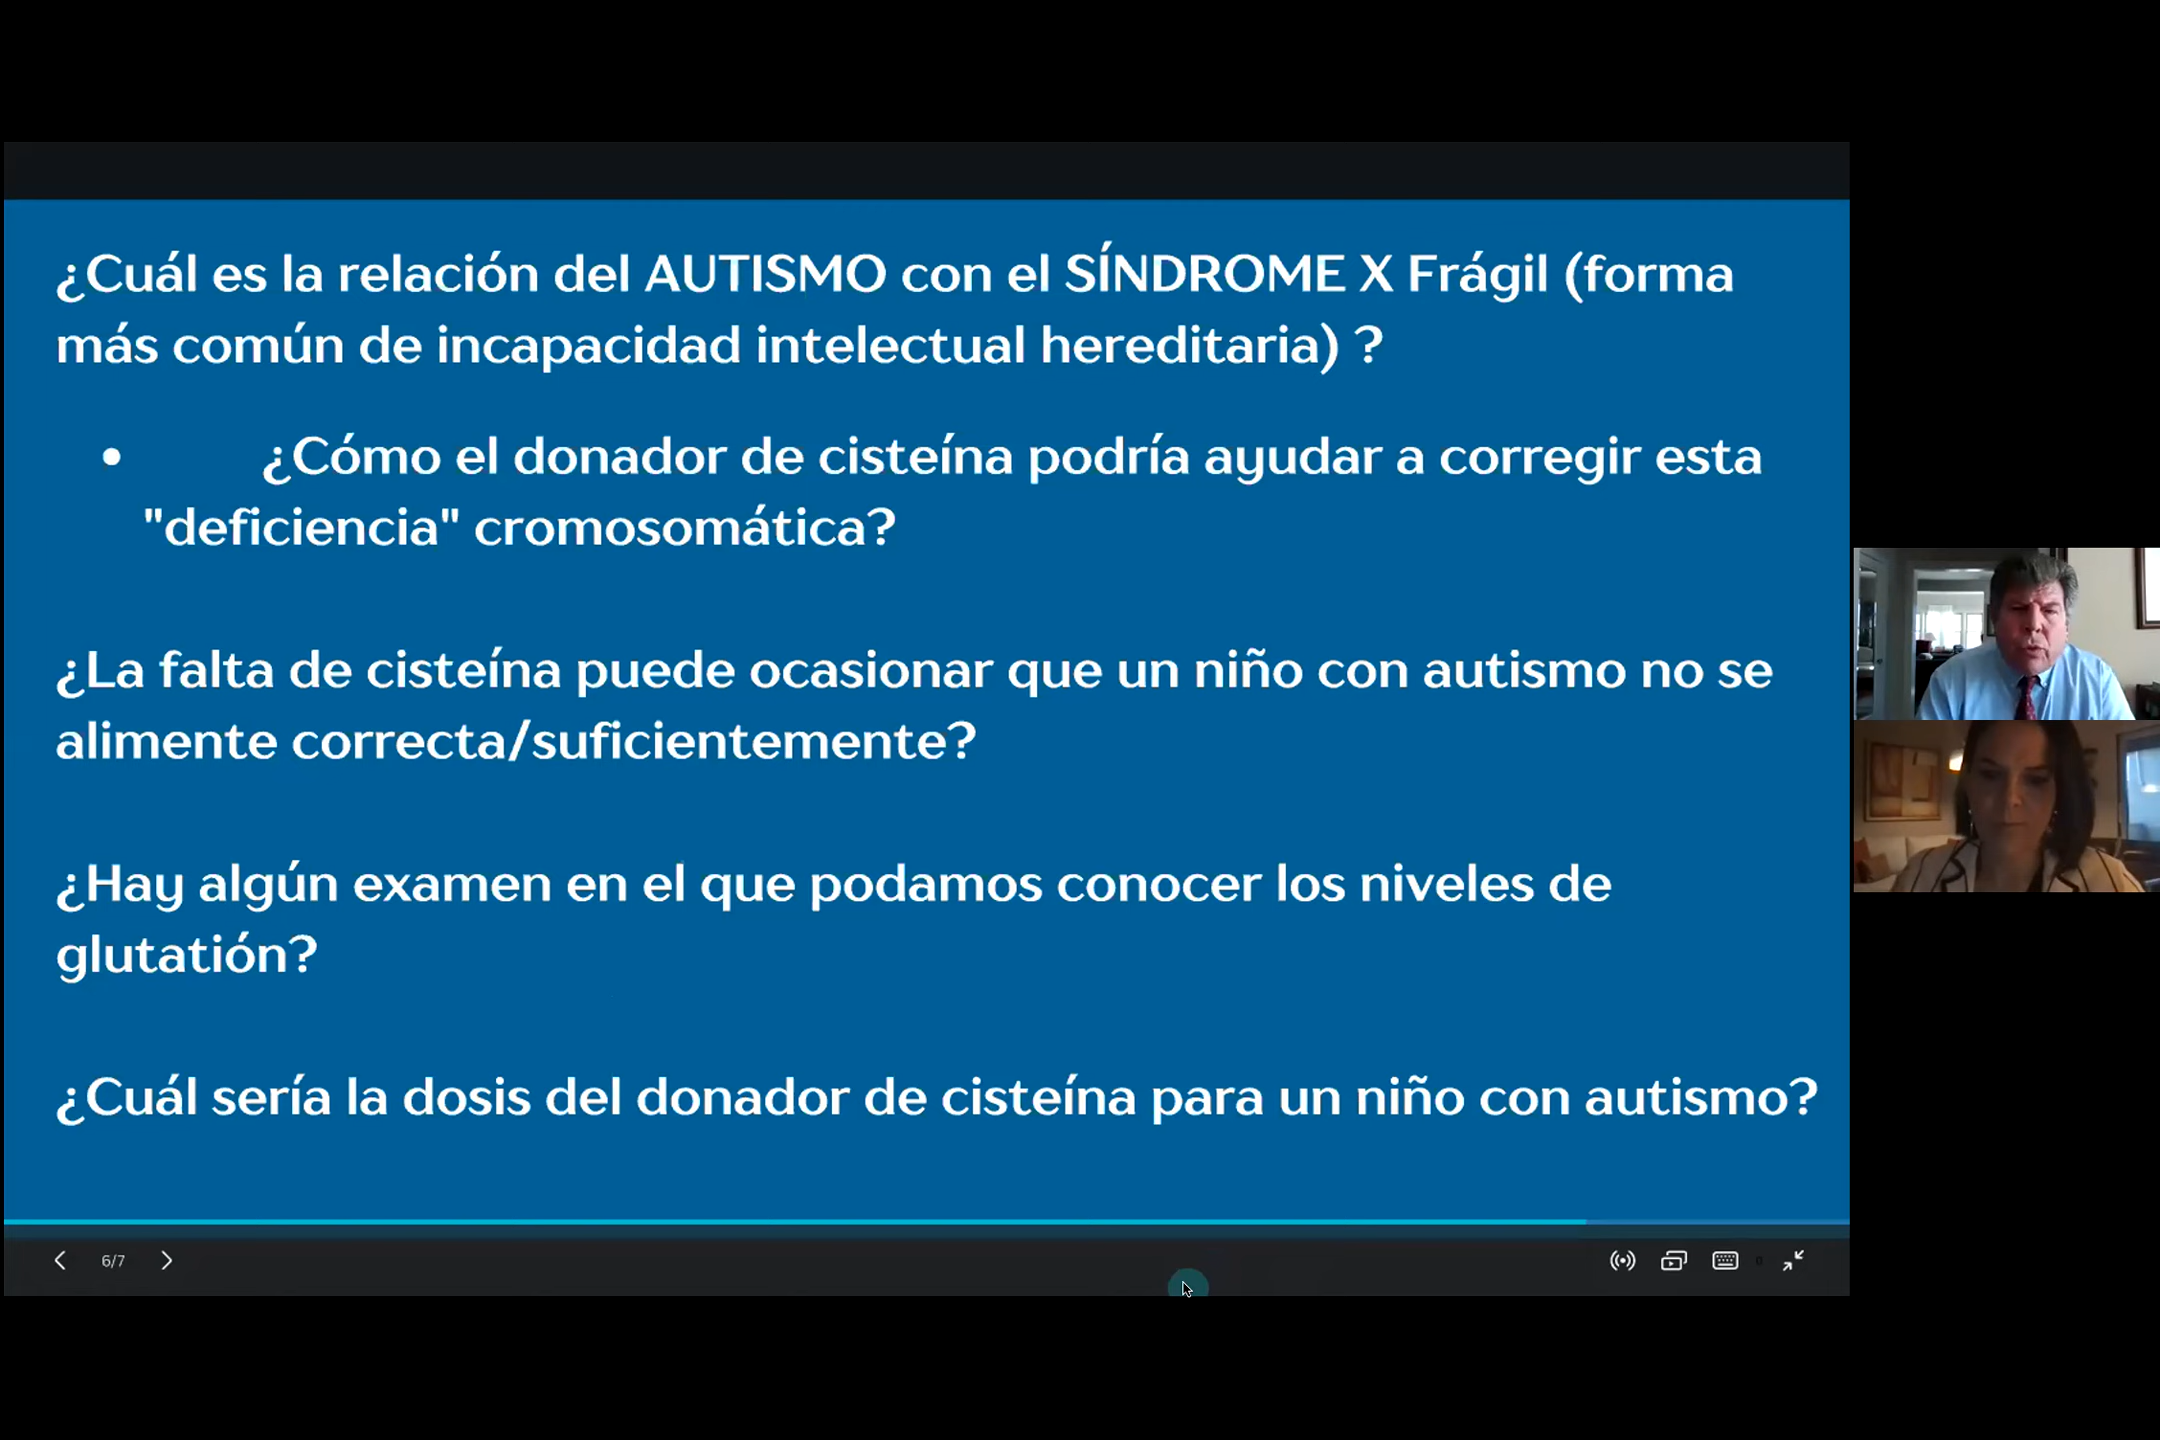 ¿Cuál es la relación del AUTISMO con el SÍNDROME X Frágil (forma
más común de incapacidad intelectual hereditaria) ?
• ¿Cómo el donador de cisteína podría ayudar a corregir esta
"deficiencia" cromosomática?
¿La falta de cisteína puede ocasionar que un niño con autismo no se
alimente correcta/suficientemente?
¿Hay algún examen en el que podamos conocer los niveles de
glutatión?
¿Cuál sería la dosis del donador de cisteína para un niño con autismo?
6/7